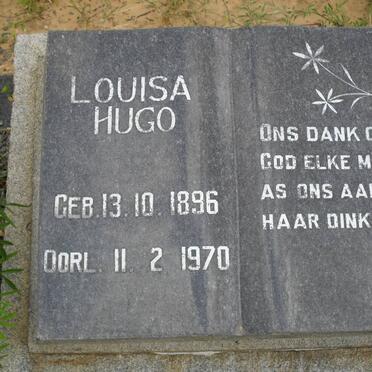 LOUISA
HUGO
GEB. 13. 10. 1896
OORL. 11. 2 1970
ONS DANK
GOD ELKE
AS ONS
HAAR DINK